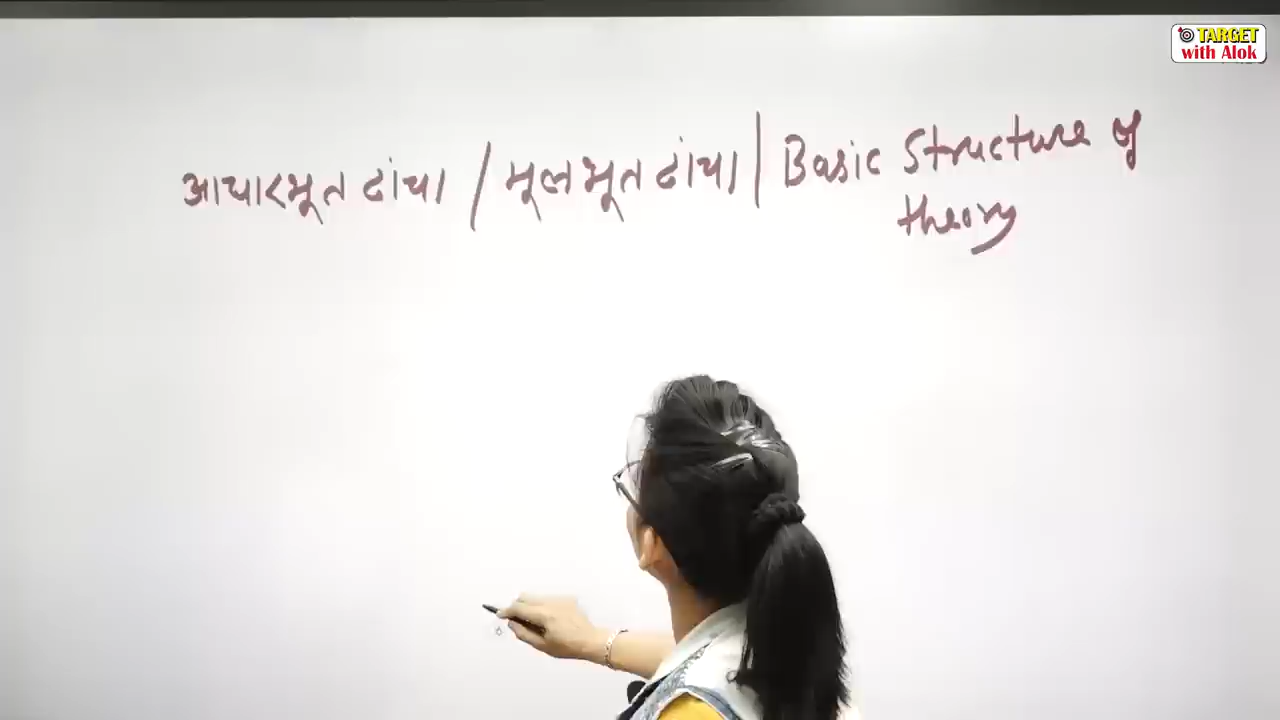 TARGET
with Alok
आधारभूत ढांचा / मूलभूत ढांचा | Basic Structure of
theory